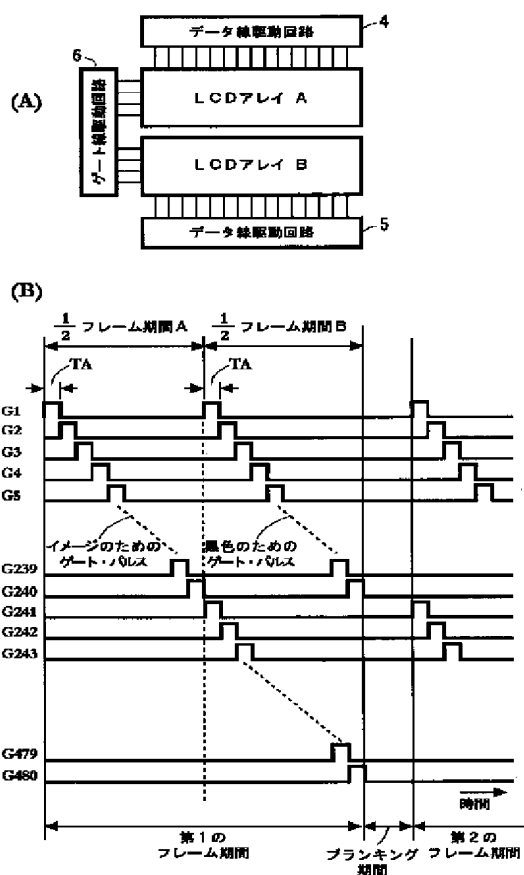 (A)
データ線駆動回路
4
6
ゲート線駆動回路
LCDアレイ A
LCDアレイ B
データ線駆動回路
5
(B)
1/2 フレーム期間A
1/2 フレーム期間B
TA
TA
G1
G2
G3
G4
G5
イメージのための
ゲート・パルス
黒色のための
ゲート・パルス
G239
G240
G241
G242
G243
G479
G480
時間
第1の
フレーム期間
ブランキング
期間
第2の
フレーム期間